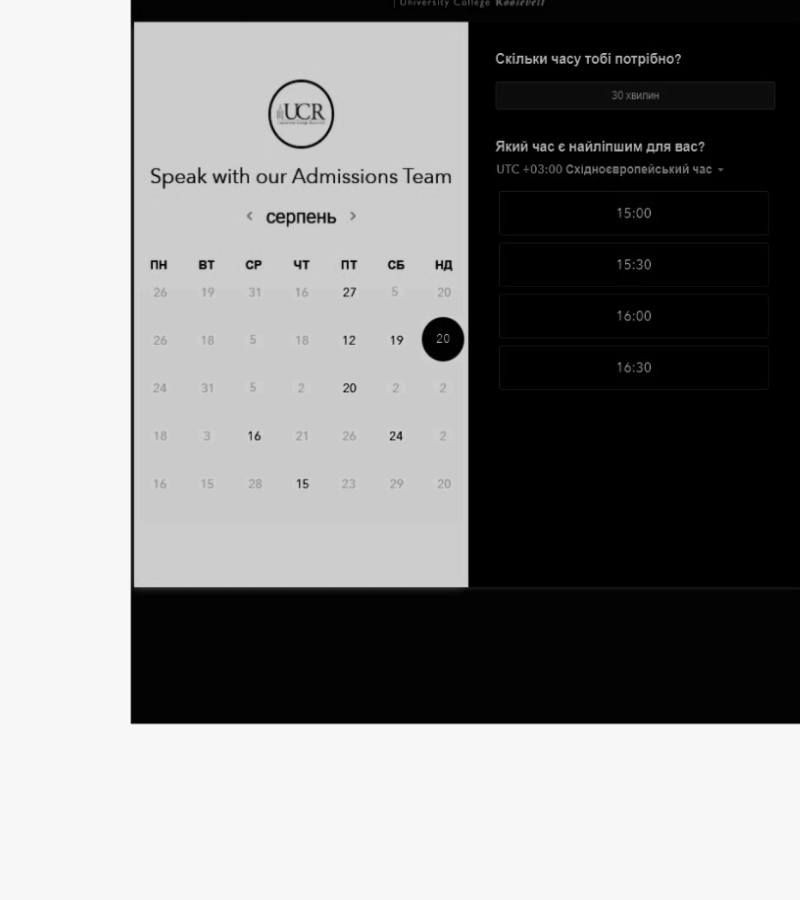 | University College Roosevelt
UCR
Speak with our Admissions Team
< серпень >
ПН ВТ СР ЧТ ПТ СБ НД
26 19 31 16 27 5 20
26 18 5 18 12 19 20
24 31 5 2 20 2 2
18 3 16 21 26 24 2
16 15 28 15 23 29 20
Скільки часу тобі потрібно?
30 хвилин
Який час є найліпшим для вас?
UTC +03:00 Східноєвропейський час
15:00
15:30
16:00
16:30